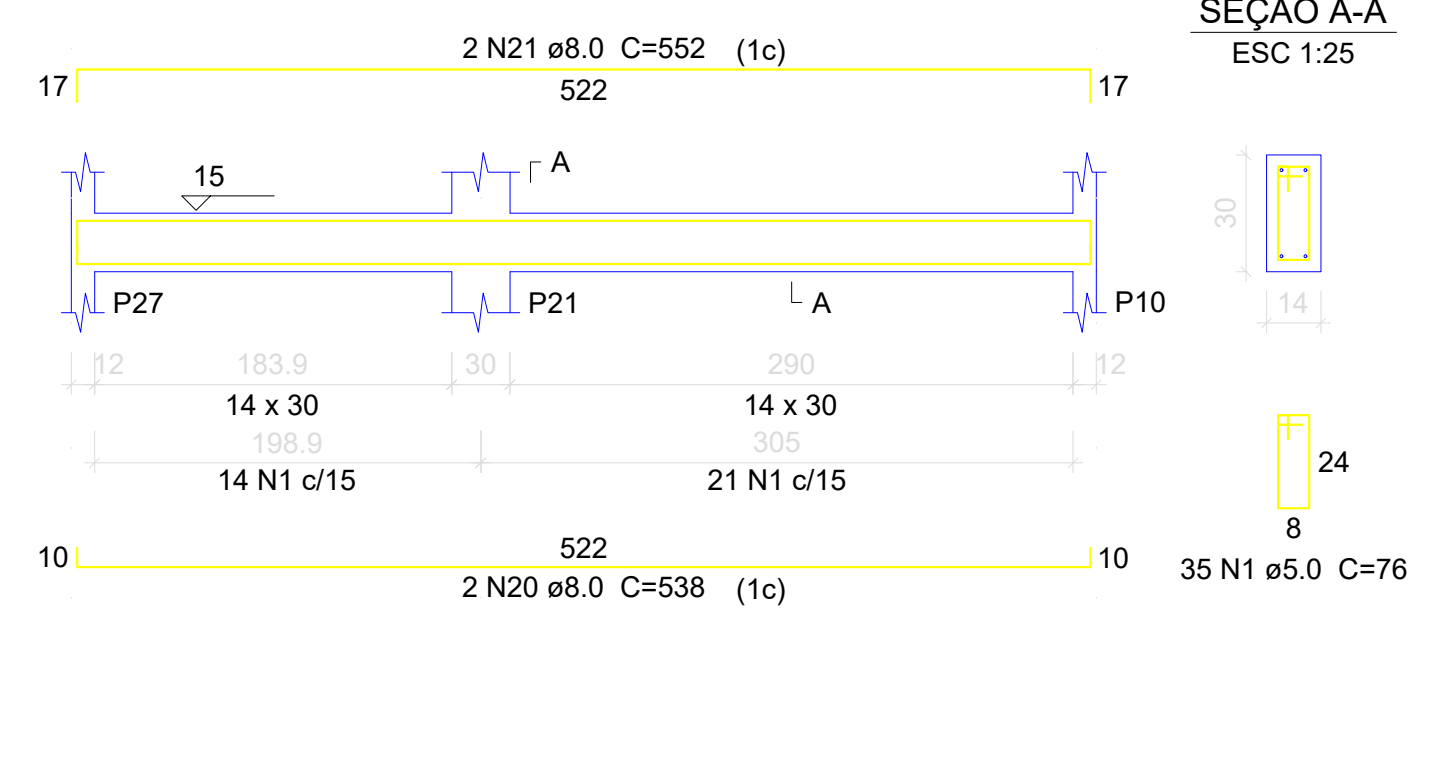 SEÇÃO A-A
ESC 1:25
2 N21 ø8.0 C=552 (1c)
17 522 17
A
15
30
P27 P21 A P10
14
12 183.9 30 290 12
14 x 30 14 x 30
198.9 305
14 N1 c/15 21 N1 c/15
24
8
35 N1 ø5.0 C=76
10 522 10
2 N20 ø8.0 C=538 (1c)